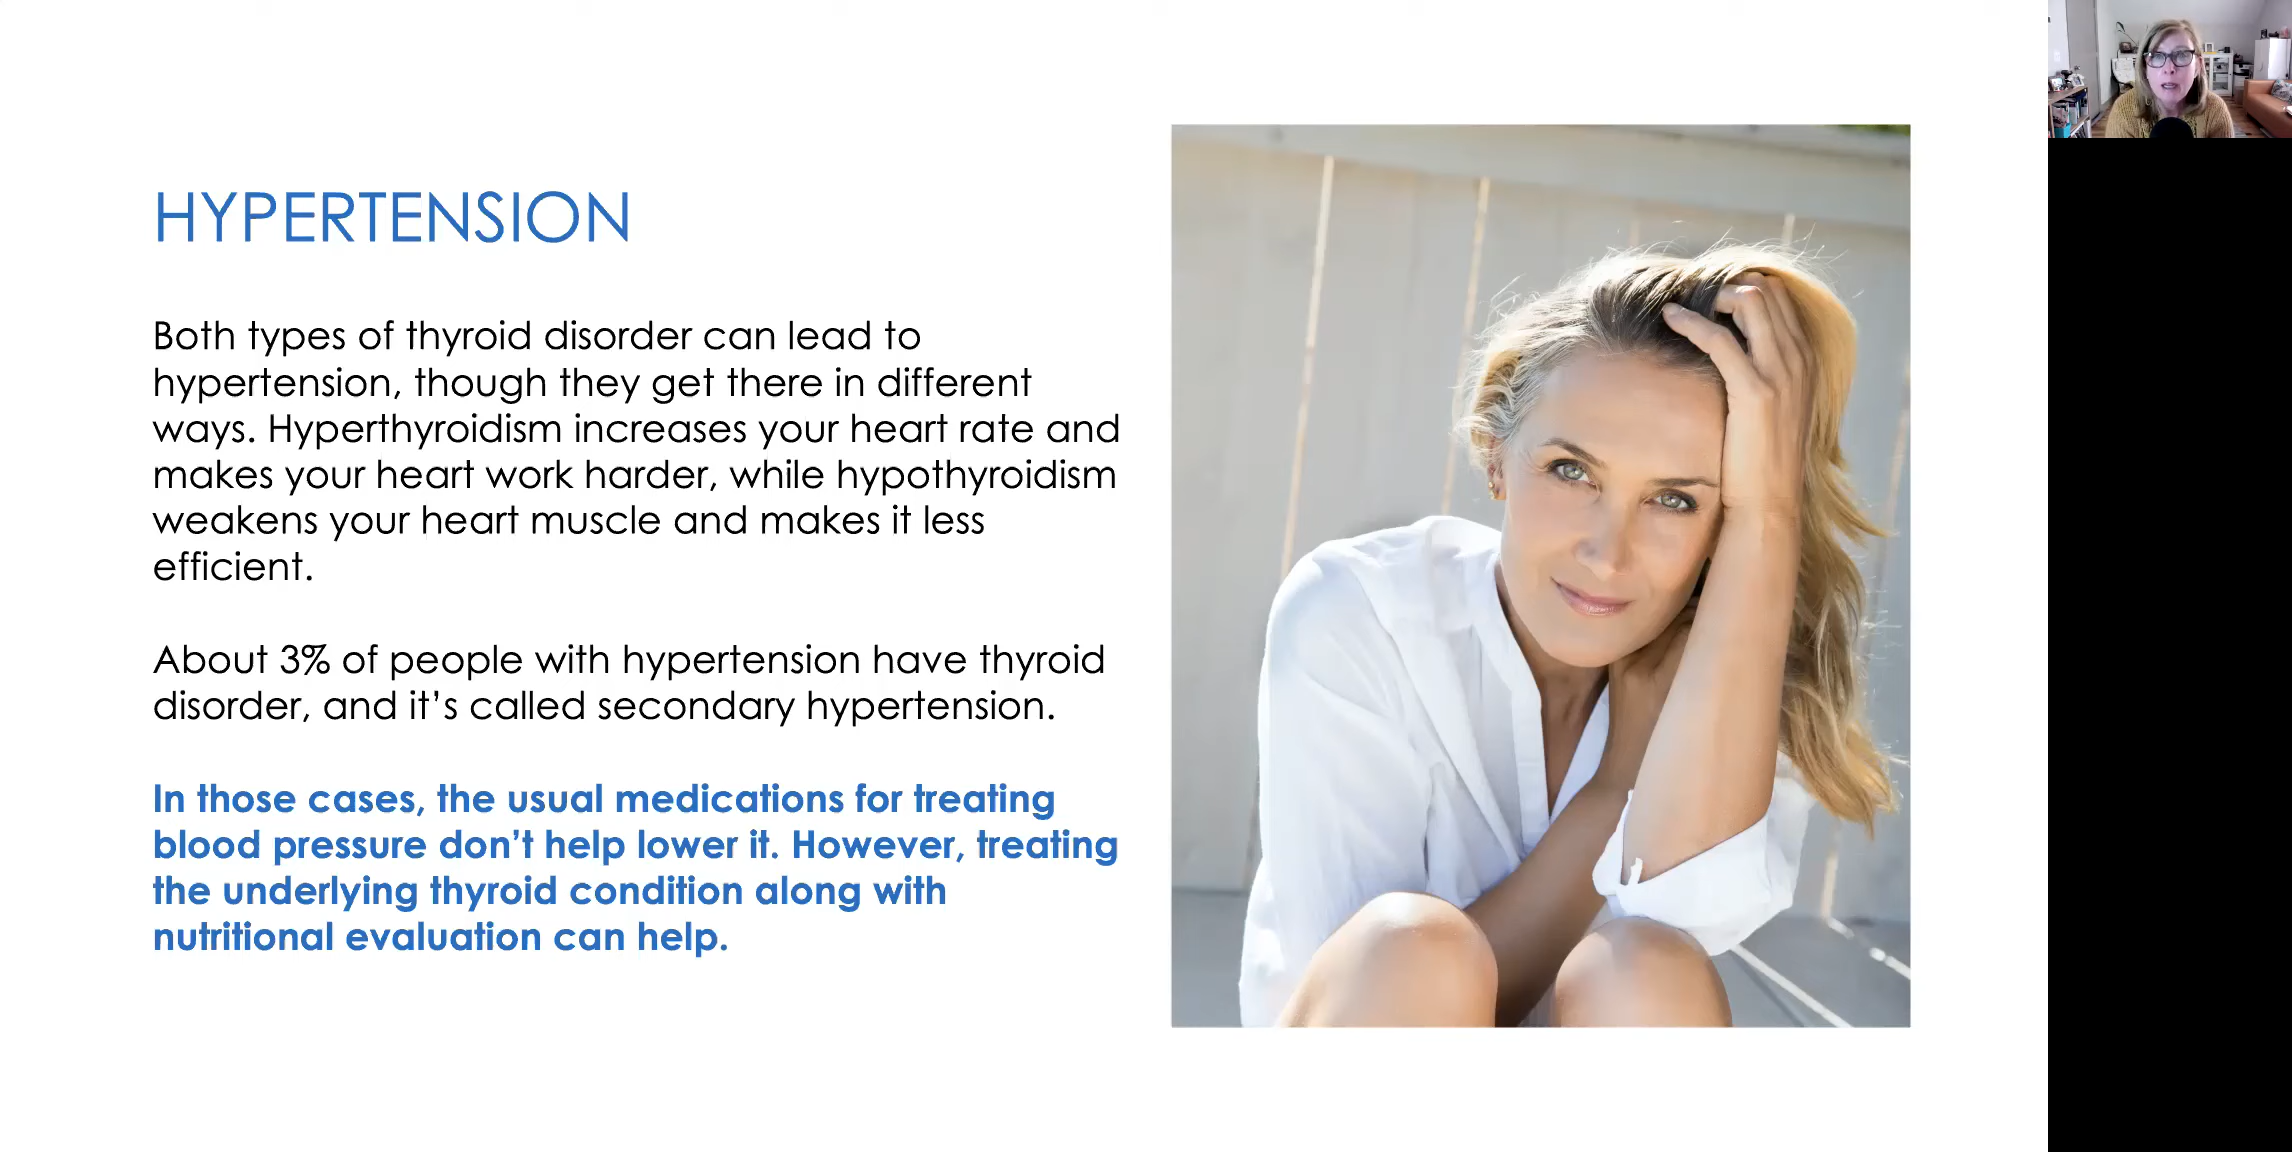 HYPERTENSION
Both types of thyroid disorder can lead to
hypertension, though they get there in different
ways. Hyperthyroidism increases your heart rate and
makes your heart work harder, while hypothyroidism
weakens your heart muscle and makes it less
efficient.
About 3% of people with hypertension have thyroid
disorder, and it’s called secondary hypertension.
In those cases, the usual medications for treating
blood pressure don’t help lower it. However, treating
the underlying thyroid condition along with
nutritional evaluation can help.